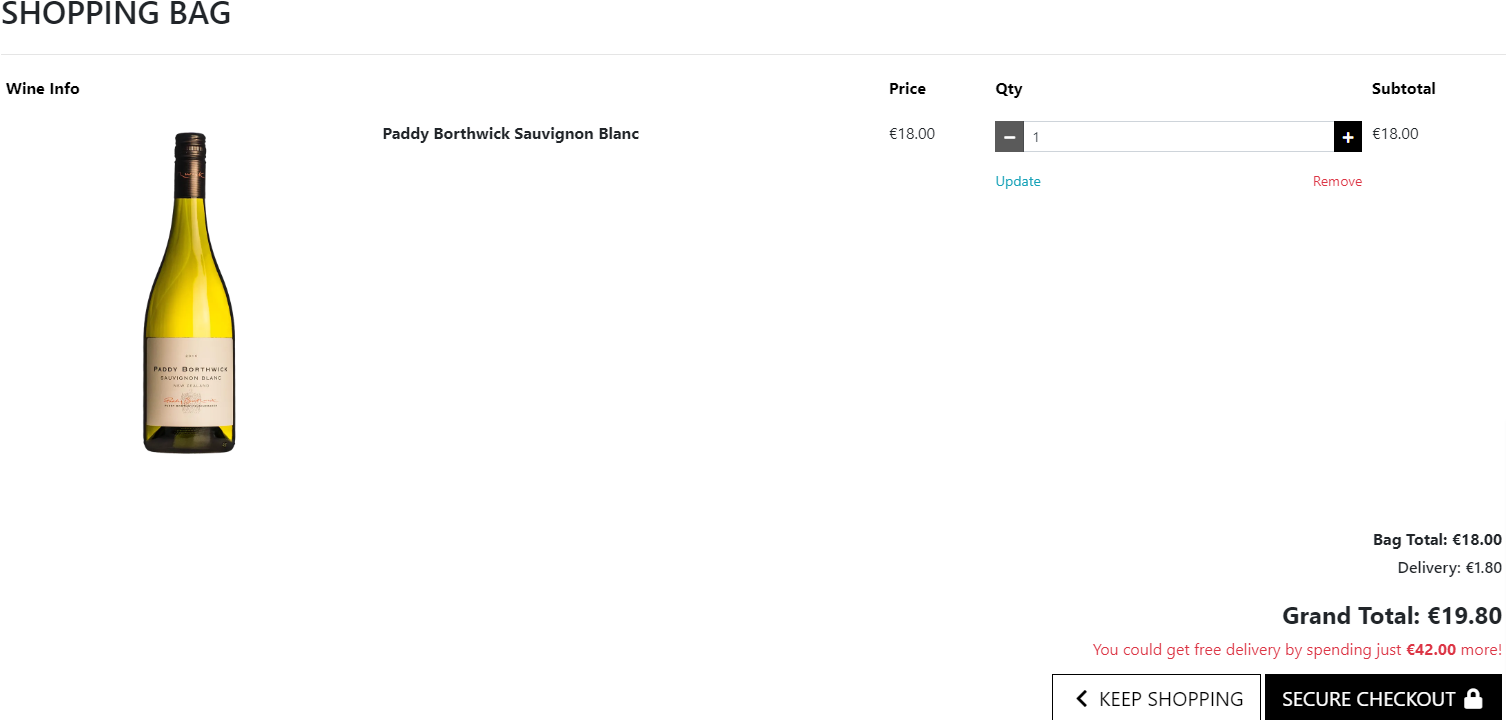 SHOPPING BAG
Wine Info Price Qty Subtotal
Paddy Borthwick Sauvignon Blanc €18.00 1 €18.00
Update Remove
PADDY BORTHWICK
SAUVIGNON BLANC
NEW ZEALAND
Bag Total: €18.00
Delivery: €1.80
Grand Total: €19.80
You could get free delivery by spending just €42.00 more!
KEEP SHOPPING SECURE CHECKOUT